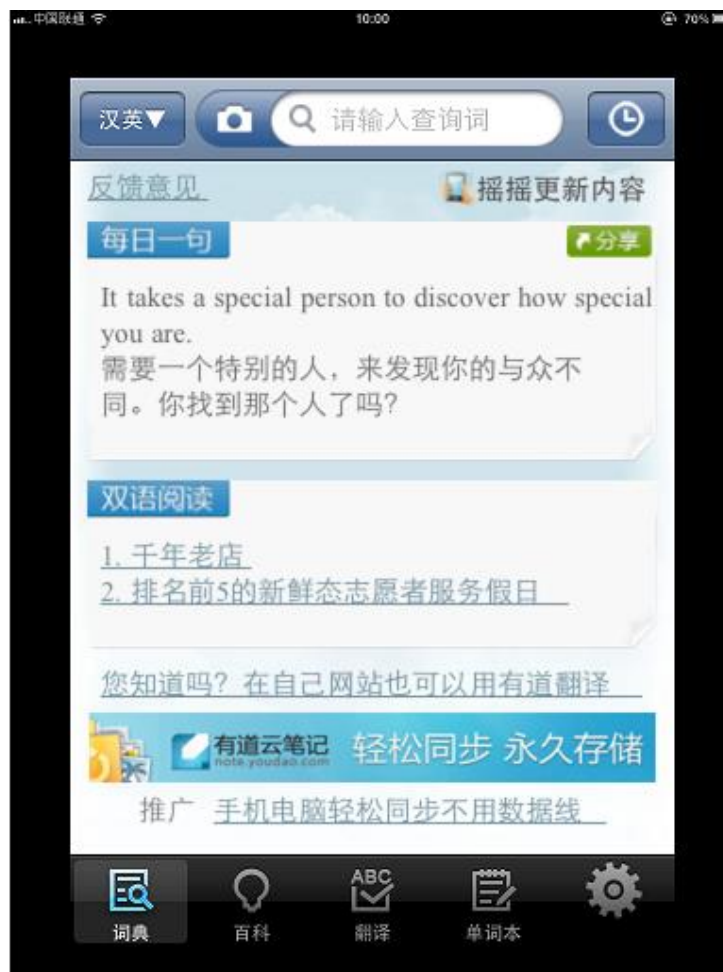 中国联通
10:00
70%
汉英▼
请输入查询词
反馈意见
摇摇更新内容
每日一句
分享
It takes a special person to discover how special
you are.
需要一个特别的人，来发现你的与众不
同。你找到那个人了吗？
双语阅读
1. 千年老店
2. 排名前5的新鲜态志愿者服务假日
您知道吗？在自己网站也可以用有道翻译
有道云笔记
note.youdao.com
轻松同步 永久存储
推广 手机电脑轻松同步不用数据线
ABC
词典
百科
翻译
单词本